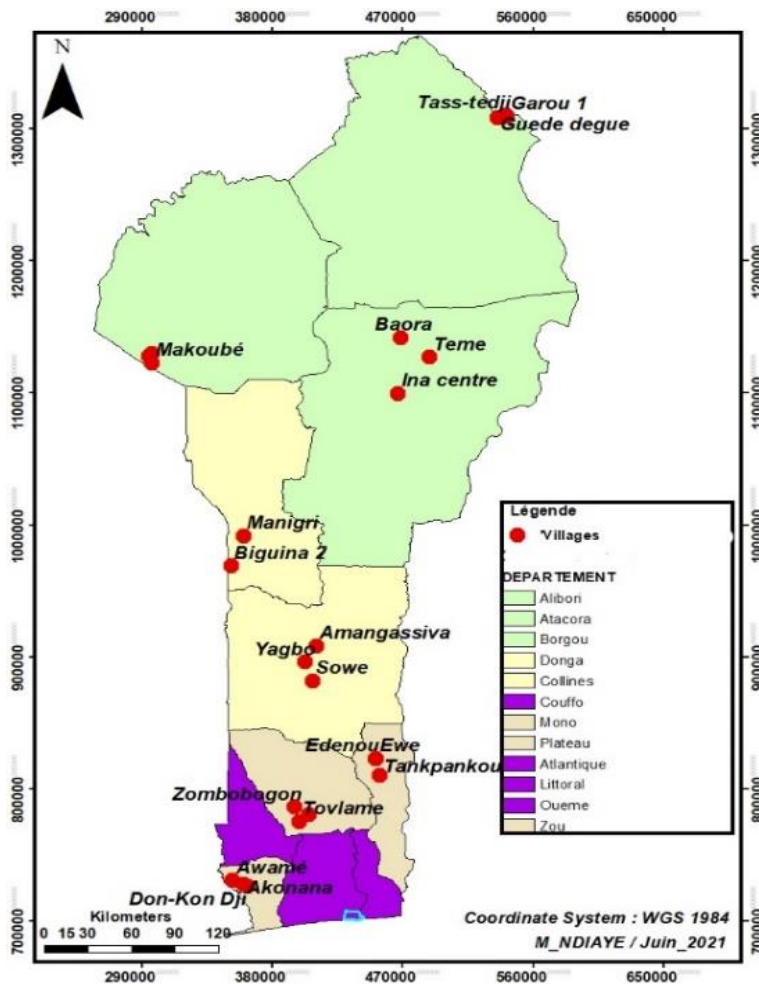 290000 380000 470000 560000 650000
N
Tass-tedjiGarou 1
Guede degue
1300000 1300000
1200000 1200000
Baora
Makoubé
Teme
Ina centre
1100000 1100000
Légende
Manigri
"Villages
1000000 1000000
Biguina 2
DEPARTEMENT
Alibori
Atacora
Amangassiva
Borgou
Yagbo
Donga
900000 900000
Sowe
Collines
Couffo
Mono
EdenouEwe
Plateau
Tankpankou
Atlantique
Zombobogon
Littoral
800000 800000
Tovlame
Oueme
Zou
Awamé
Akonana
Don-Kon Dji
Kilometers
Coordinate System : WGS 1984
700000 700000
0 15 30 60 90 120
M_NDIAYE / Juin_2021
290000 380000 470000 560000 650000